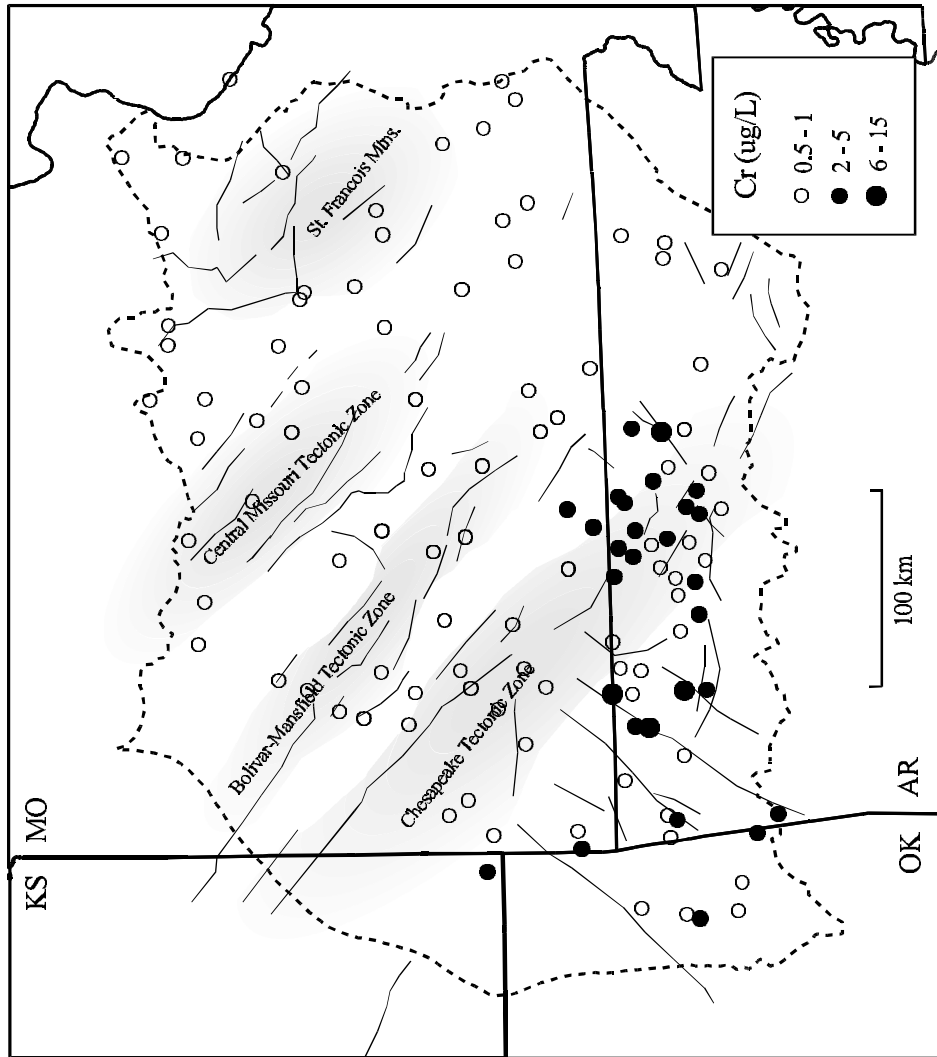 St. Francois Mtns.
Central Missouri Tectonic Zone
Bolivar-Mansfield Tectonic Zone
Chesapeake Tectonic Zone
Cr (ug/L)
0.5 - 1
2 - 5
6 - 15
100 km
MO
KS
AR
OK